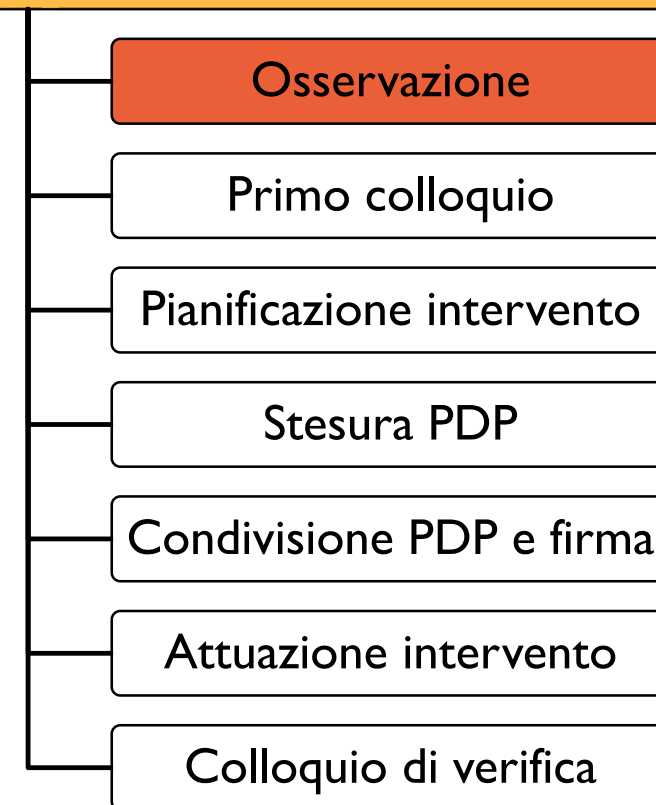 Osservazione
Primo colloquio
Pianificazione intervento
Stesura PDP
Condivisione PDP e firma
Attuazione intervento
Colloquio di verifica